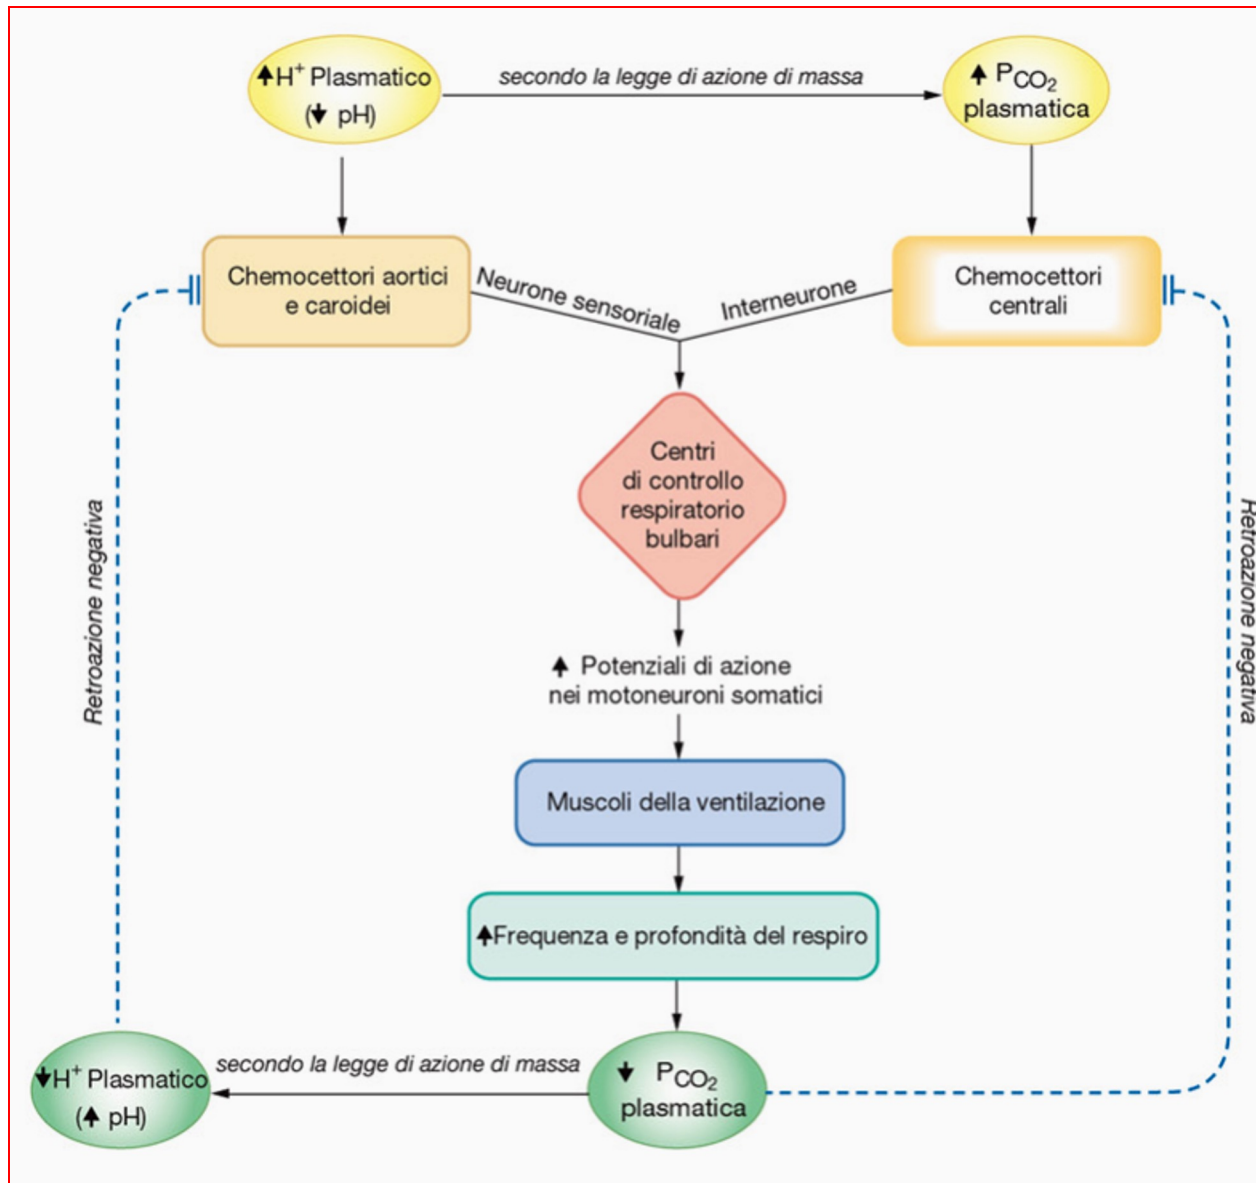 ↑H⁺ Plasmatico
(↓ pH)
secondo la legge di azione di massa
↑ PCO₂
plasmatica
Chemocettori aortici
e caroidei
Neurone sensoriale
Interneurone
Chemocettori
centrali
Centri
di controllo
respiratorio
bulbari
Retroazione negativa
Retroazione negativa
↑ Potenziali di azione
nei motoneuroni somatici
Muscoli della ventilazione
↑Frequenza e profondità del respiro
↓H⁺ Plasmatico
(↑ pH)
secondo la legge di azione di massa
↓ PCO₂
plasmatica